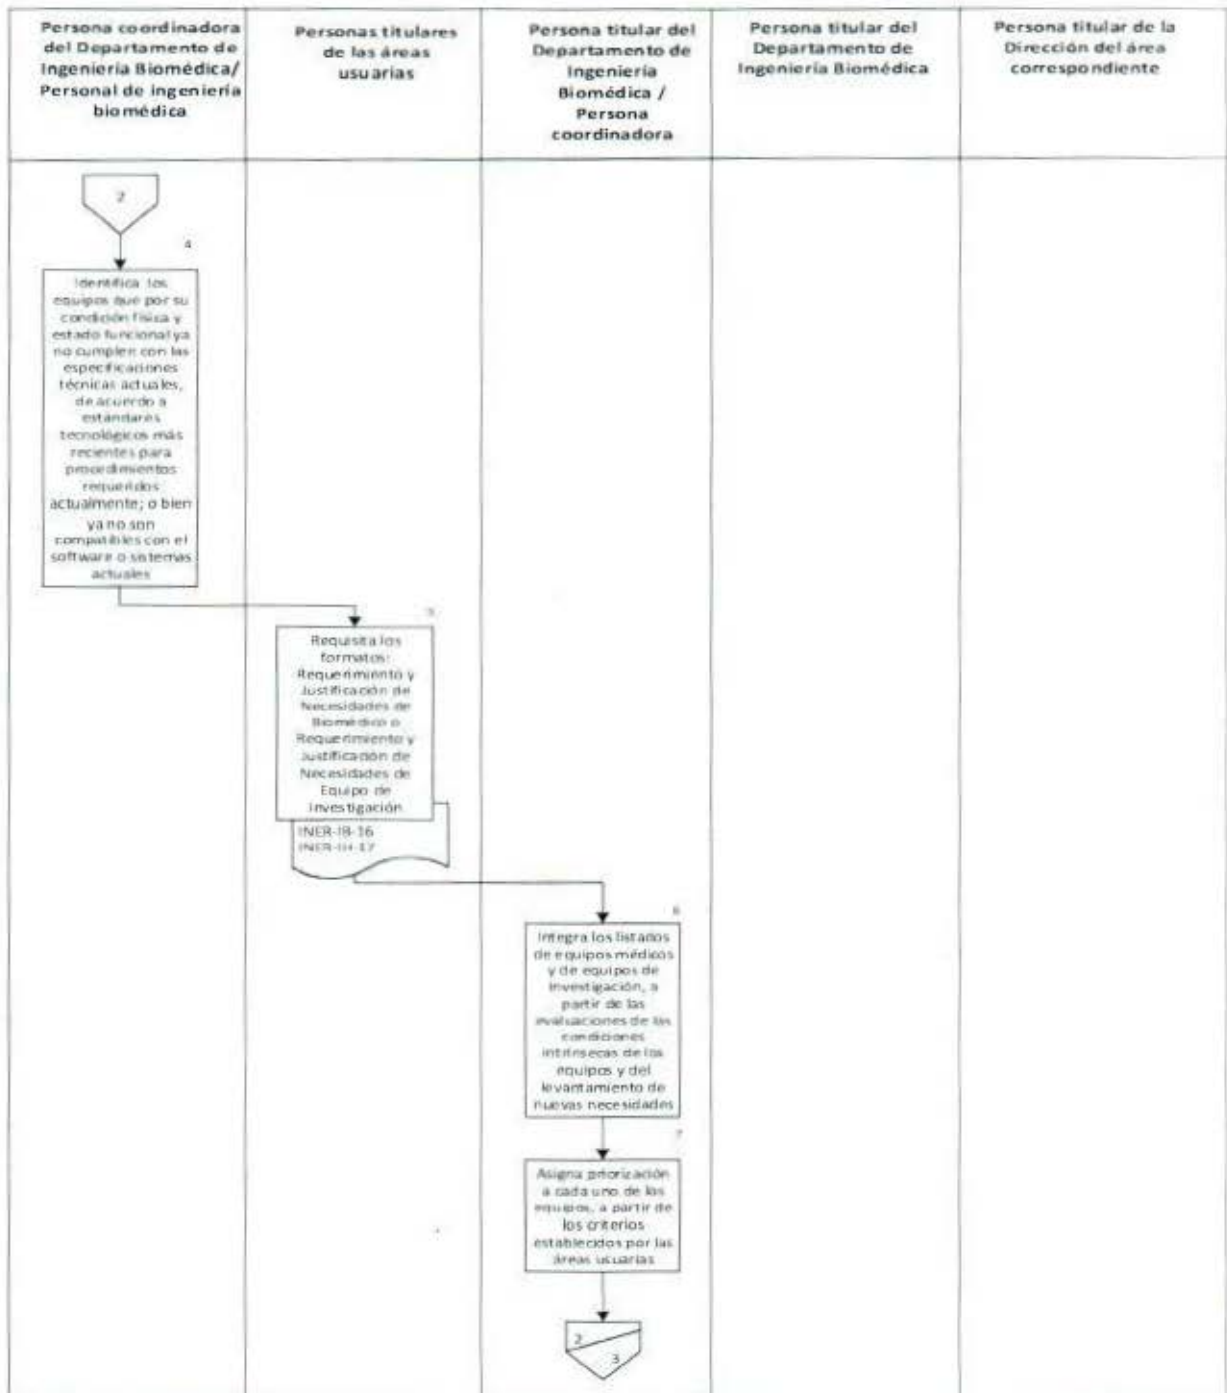 Persona coordinadora
del Departamento de
Ingeniería Biomédica/
Personal de ingeniería
biomédica
Personas titulares
de las áreas
usuarias
Persona titular del
Departamento de
Ingeniería
Biomédica /
Persona
coordinadora
Persona titular del
Departamento de
Ingeniería Biomédica
Persona titular de la
Dirección del área
correspondiente
2
4
Identifica los
equipos que por su
condición física y
estado funcional ya
no cumplen con las
especificaciones
técnicas actuales,
de acuerdo a
estándares
tecnológicos más
recientes para
procedimientos
requeridos
actualmente; o bien
ya no son
compatibles con el
software o sistemas
actuales
5
Requisita los
formatos:
Requerimiento y
Justificación de
Necesidades de
Biomédico o
Requerimiento y
Justificación de
Necesidades de
Equipo de
Investigación
INER-IB-16
INER-IB-17
6
Integra los listados
de equipos médicos
y de equipos de
investigación, a
partir de las
evaluaciones de las
condiciones
intrínsecas de los
equipos y del
levantamiento de
nuevas necesidades
7
Asigna priorización
a cada uno de los
equipos, a partir de
los criterios
establecidos por las
áreas usuarias
2
3